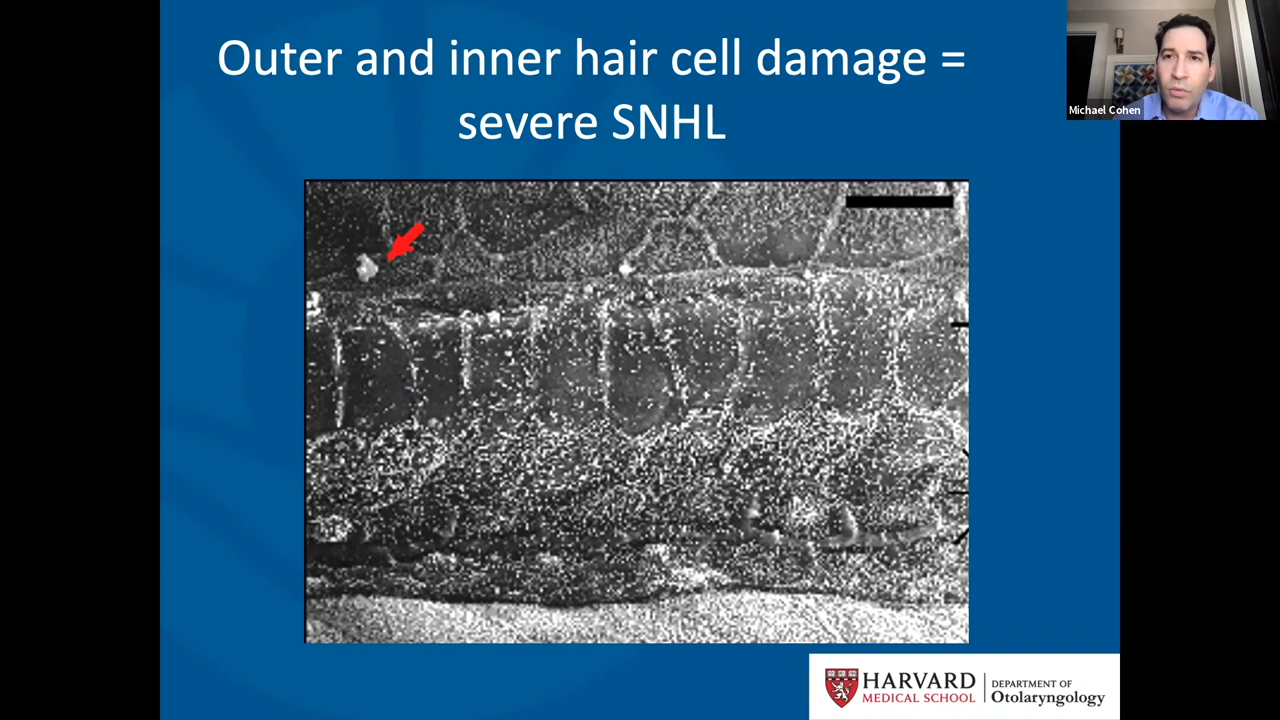 Outer and inner hair cell damage =
severe SNHL
Michael Cohen
HARVARD
MEDICAL SCHOOL
DEPARTMENT OF
Otolaryngology